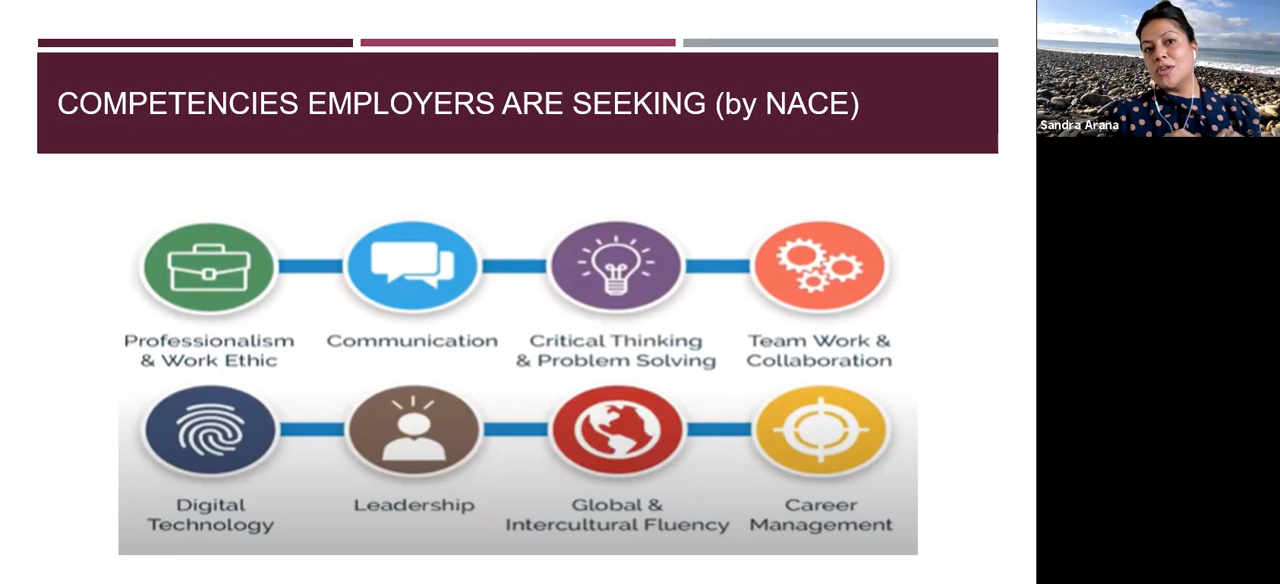 COMPETENCIES EMPLOYERS ARE SEEKING (by NACE)
Sandra Arana
Professionalism
& Work Ethic
Communication
Critical Thinking
& Problem Solving
Team Work &
Collaboration
Digital
Technology
Leadership
Global &
Intercultural Fluency
Career
Management